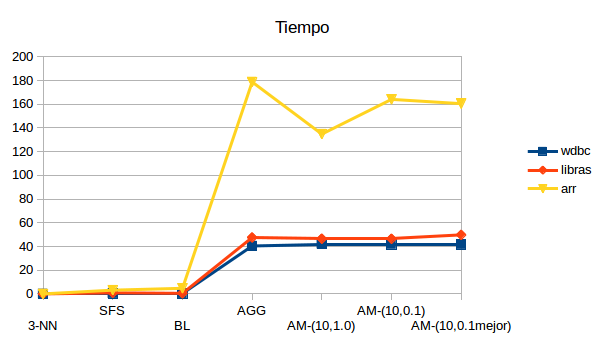 Tiempo
200
180
160
140
120
100
80
60
40
20
0
3-NN
SFS
BL
AGG
AM-(10,1.0)
AM-(10,0.1)
AM-(10,0.1mejor)
wdbc
libras
arr